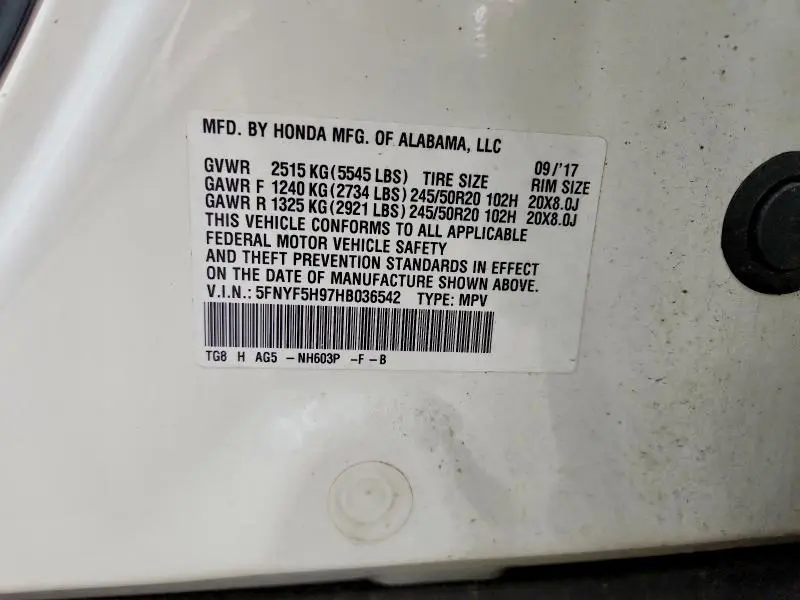 MFD. BY HONDA MFG. OF ALABAMA, LLC
09/'17
GVWR 2515 KG(5545 LBS) TIRE SIZE RIM SIZE
GAWR F 1240 KG(2734 LBS)245/50R20 102H 20X8.0J
GAWR R 1325 KG(2921 LBS)245/50R20 102H 20X8.0J
THIS VEHICLE CONFORMS TO ALL APPLICABLE
FEDERAL MOTOR VEHICLE SAFETY
AND THEFT PREVENTION STANDARDS IN EFFECT
ON THE DATE OF MANUFACTURE SHOWN ABOVE.
V.I.N.: 5FNYF5H97HB036542 TYPE: MPV
TG8 H AG5 -NH603P -F-B